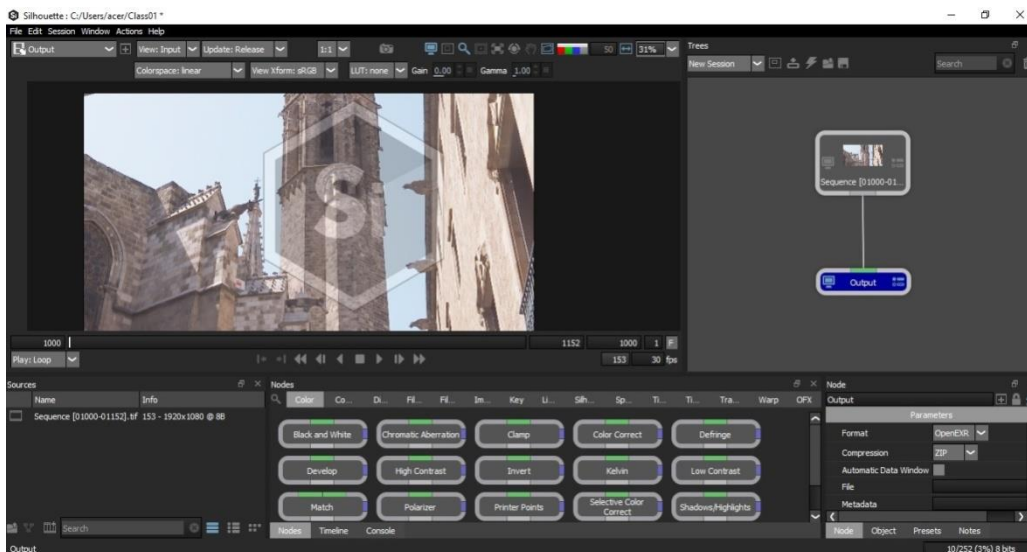 Silhouette : C:/Users/acer/Class01 *
File Edit Session Window Actions Help
Output View: Input Update: Release 1:1 50 31%
Colorspace: linear View Xform: sRGB LUT: none Gain 0.00 Gamma 1.00
Si
1000 1152 1000 1 F
Play: Loop 153 30 fps
Trees
New Session Search
Sequence [01000-01...
Output
Sources
Name Info
Sequence [01000-01152].tif 153 - 1920x1080 @ 8B
Search
Nodes
Color Co... Di... Fil... Fil... Im... Key Li... Silh... Sp... Ti... Ti... Tra... Warp OFX
Black and White Chromatic Aberration Clamp Color Correct Defringe
Develop High Contrast Invert Kelvin Low Contrast
Match Polarizer Printer Points Selective Color Correct Shadows/Highlights
Nodes Timeline Console
Node
Output
Parameters
Format OpenEXR
Compression ZIP
Automatic Data Window
File
Metadata
Node Object Presets Notes
Output 10/252 (3%) 8 bits